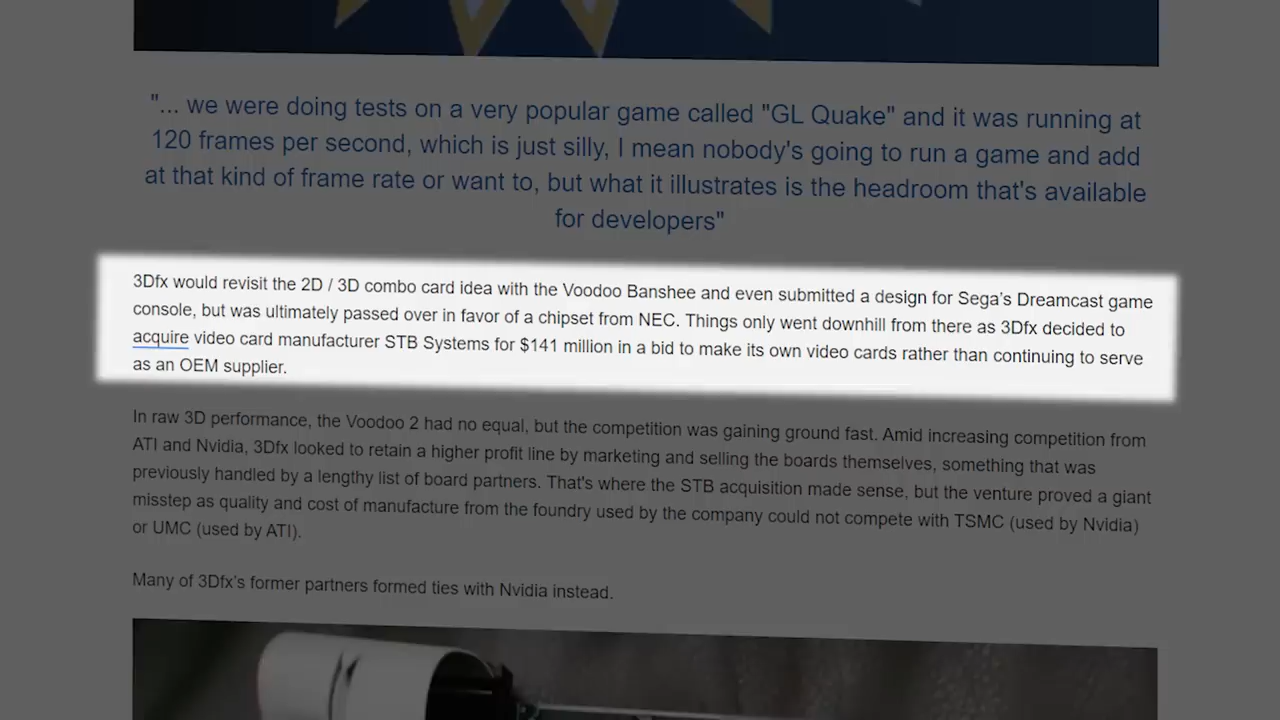 "... we were doing tests on a very popular game called "GL Quake" and it was running at
120 frames per second, which is just silly, I mean nobody's going to run a game and add
at that kind of frame rate or want to, but what it illustrates is the headroom that's available
for developers"
3Dfx would revisit the 2D / 3D combo card idea with the Voodoo Banshee and even submitted a design for Sega's Dreamcast game
console, but was ultimately passed over in favor of a chipset from NEC. Things only went downhill from there as 3Dfx decided to
acquire video card manufacturer STB Systems for $141 million in a bid to make its own video cards rather than continuing to serve
as an OEM supplier.
In raw 3D performance, the Voodoo 2 had no equal, but the competition was gaining ground fast. Amid increasing competition from
ATI and Nvidia, 3Dfx looked to retain a higher profit line by marketing and selling the boards themselves, something that was
previously handled by a lengthy list of board partners. That's where the STB acquisition made sense, but the venture proved a giant
misstep as quality and cost of manufacture from the foundry used by the company could not compete with TSMC (used by Nvidia)
or UMC (used by ATI).
Many of 3Dfx's former partners formed ties with Nvidia instead.